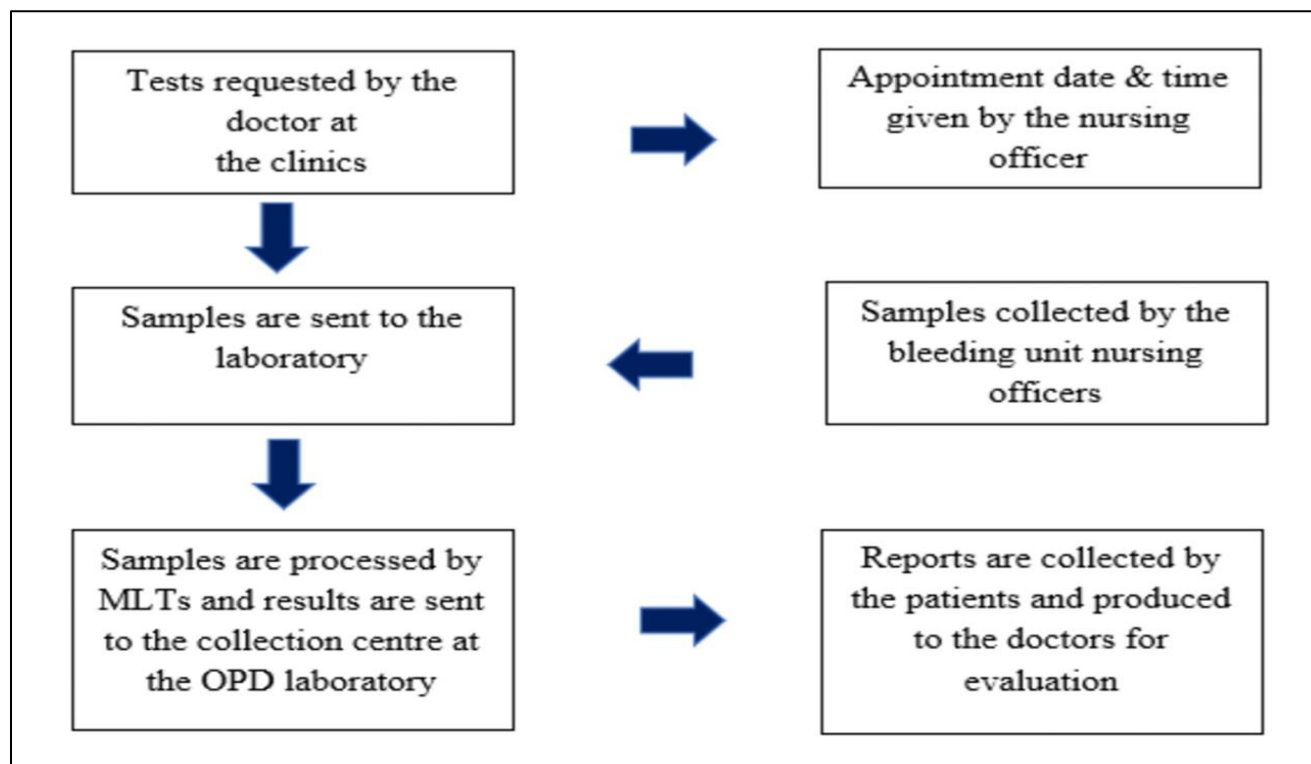 Tests requested by the
doctor at
the clinics
Appointment date & time
given by the nursing
officer
Samples are sent to the
laboratory
Samples collected by the
bleeding unit nursing
officers
Samples are processed by
MLTs and results are sent
to the collection centre at
the OPD laboratory
Reports are collected by
the patients and produced
to the doctors for
evaluation